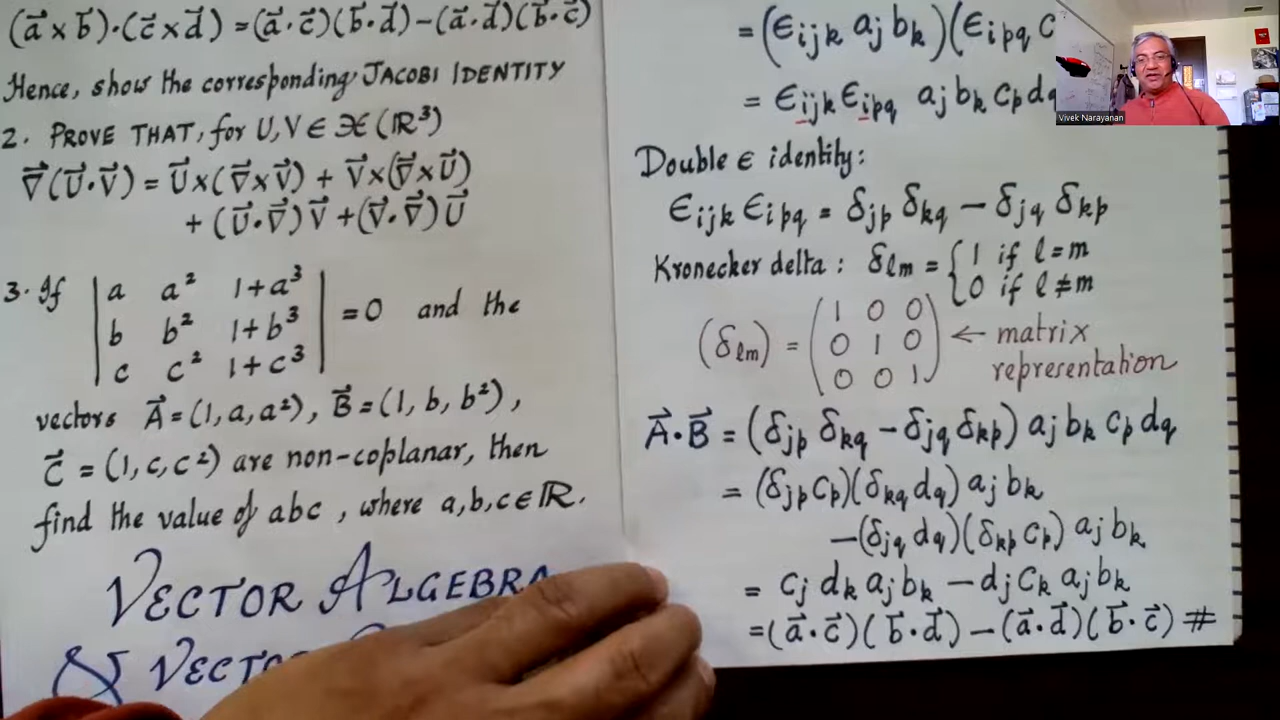 (a⃗ × b⃗)·(c⃗ × d⃗) = (a⃗·c⃗)(b⃗·d⃗) − (a⃗·d⃗)(b⃗·c⃗)
Hence, show the corresponding JACOBI IDENTITY
2. PROVE THAT, for U, V ∈ 𝔛(ℝ³)
∇⃗(U⃗·V⃗) = U⃗×(∇⃗×V⃗) + V⃗×(∇⃗×U⃗)
+ (U⃗·∇⃗)V⃗ + (V⃗·∇⃗)U⃗
3. If | a a² 1+a³ |
| b b² 1+b³ | = 0 and the
| c c² 1+c³ |
vectors A⃗ = (1, a, a²), B⃗ = (1, b, b²),
C⃗ = (1, c, c²) are non-coplanar, then
find the value of abc, where a, b, c ∈ ℝ.
VECTOR ALGEBRA
& VECTOR
= (ϵijk aj bk)(ϵipq c
= ϵijk ϵipq aj bk cp dq
Double ϵ identity:
ϵijk ϵipq = δjp δkq − δjq δkp
Kronecker delta: δlm = { 1 if l = m
0 if l ≠ m
(δlm) = ( 1 0 0
0 1 0
0 0 1 ) ← matrix
representation
A⃗·B⃗ = (δjp δkq − δjq δkp) aj bk cp dq
= (δjp cp)(δkq dq) aj bk
−(δjq dq)(δkp cp) aj bk
= cj dk aj bk − dj ck aj bk
= (a⃗·c⃗)(b⃗·d⃗) − (a⃗·d⃗)(b⃗·c⃗) #
Vivek Narayanan